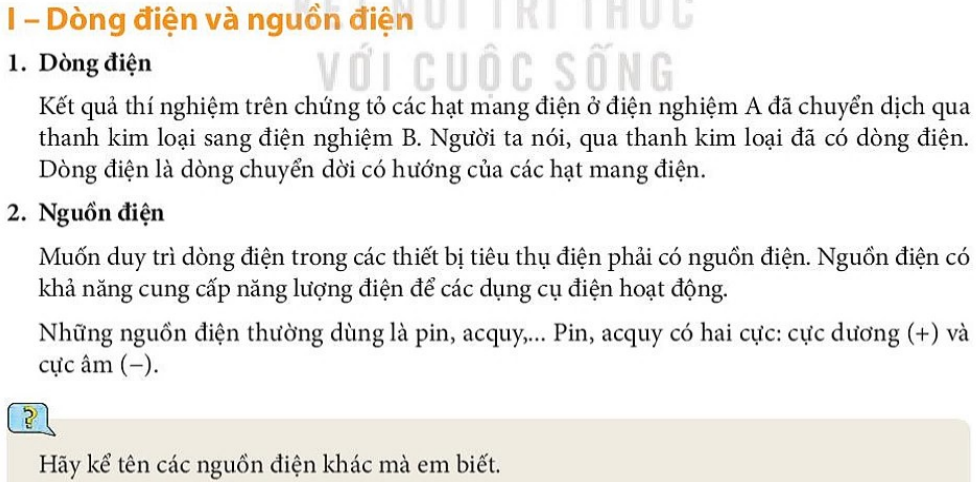 I – Dòng điện và nguồn điện
KẾT NỐI TRI THỨC
VỚI CUỘC SỐNG
1. Dòng điện
Kết quả thí nghiệm trên chứng tỏ các hạt mang điện ở điện nghiệm A đã chuyển dịch qua
thanh kim loại sang điện nghiệm B. Người ta nói, qua thanh kim loại đã có dòng điện.
Dòng điện là dòng chuyển dời có hướng của các hạt mang điện.
2. Nguồn điện
Muốn duy trì dòng điện trong các thiết bị tiêu thụ điện phải có nguồn điện. Nguồn điện có
khả năng cung cấp năng lượng điện để các dụng cụ điện hoạt động.
Những nguồn điện thường dùng là pin, acquy,... Pin, acquy có hai cực: cực dương (+) và
cực âm (−).
?
Hãy kể tên các nguồn điện khác mà em biết.